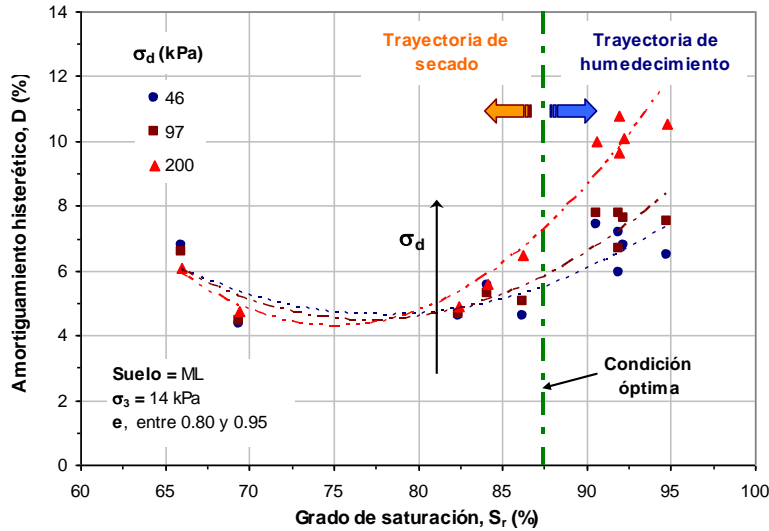 14
12
10
8
6
4
2
0
Amortiguamiento histerético, D (%)
σd (kPa)
46
97
200
Trayectoria de
secado
Trayectoria de
humedecimiento
σd
Suelo = ML
σ3 = 14 kPa
e, entre 0.80 y 0.95
Condición
óptima
60 65 70 75 80 85 90 95 100
Grado de saturación, Sr (%)